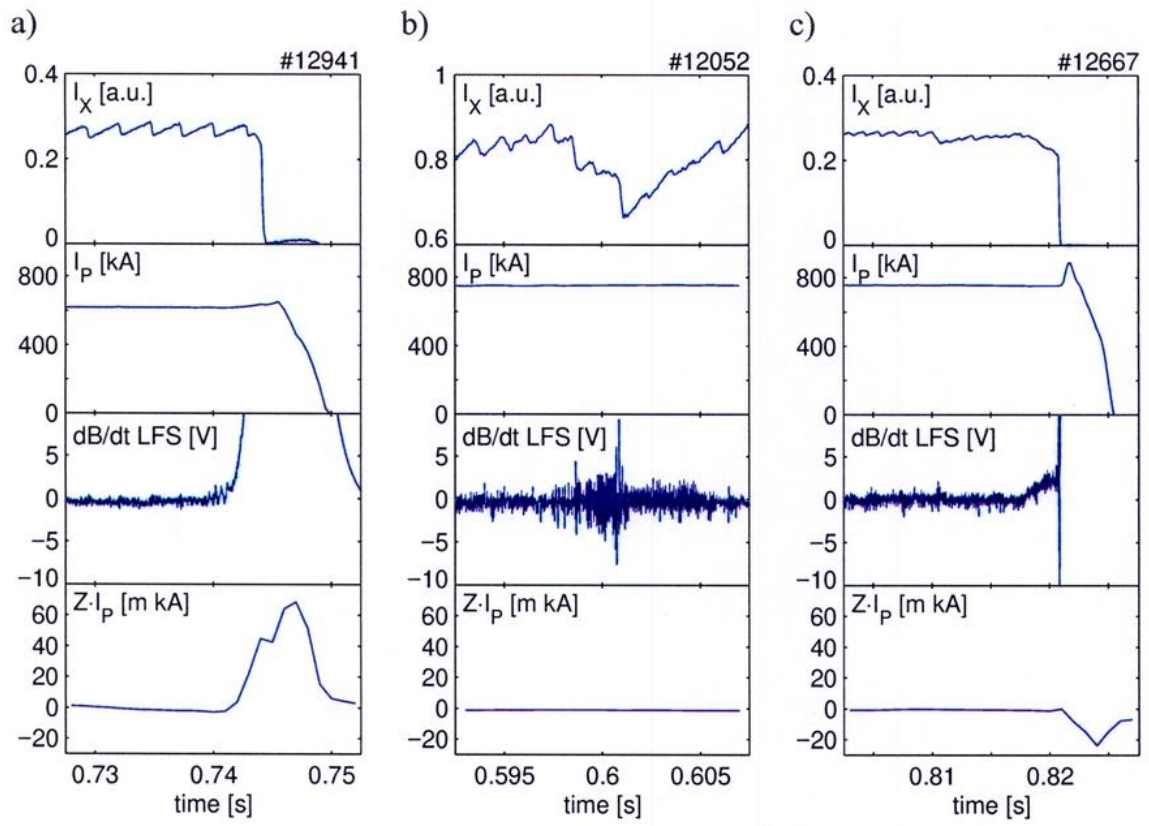 a)
#12941
0.4
I_X [a.u.]
0.2
0
I_P [kA]
800
400
0
dB/dt LFS [V]
5
0
−5
−10
Z·I_P [m kA]
60
40
20
0
−20
0.73 0.74 0.75
time [s]
b)
#12052
1
I_X [a.u.]
0.8
0.6
I_P [kA]
800
400
0
dB/dt LFS [V]
5
0
−5
−10
Z·I_P [m kA]
60
40
20
0
−20
0.595 0.6 0.605
time [s]
c)
#12667
0.4
I_X [a.u.]
0.2
0
I_P [kA]
800
400
0
dB/dt LFS [V]
5
0
−5
−10
Z·I_P [m kA]
60
40
20
0
−20
0.81 0.82
time [s]